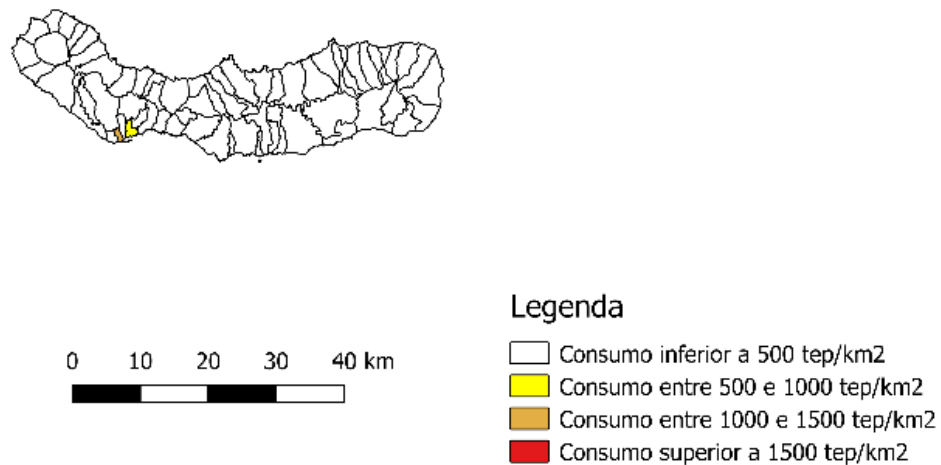 0 10 20 30 40 km
Legenda
Consumo inferior a 500 tep/km2
Consumo entre 500 e 1000 tep/km2
Consumo entre 1000 e 1500 tep/km2
Consumo superior a 1500 tep/km2